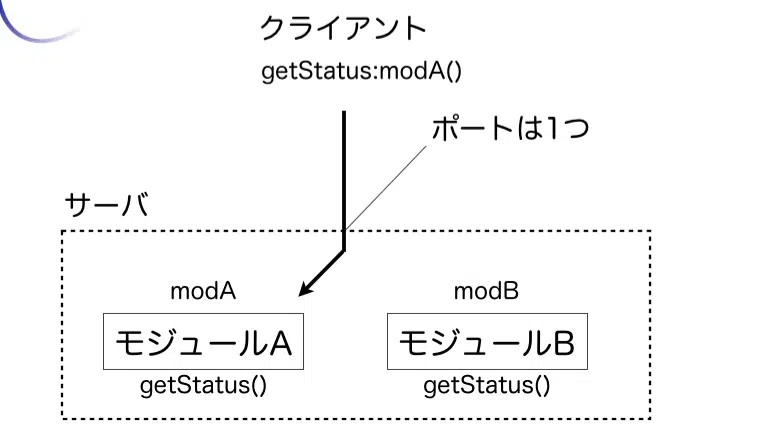 クライアント
getStatus:modA()
ポートは1つ
サーバ
modA
modB
モジュールA
モジュールB
getStatus()
getStatus()